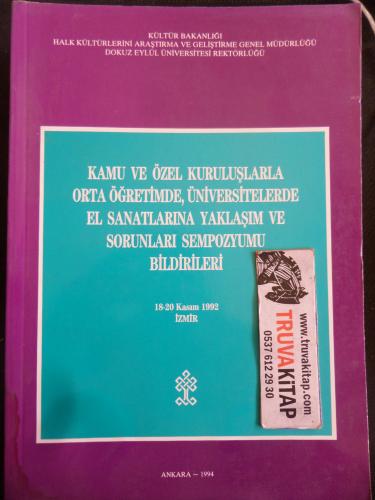 KÜLTÜR BAKANLIĞI
HALK KÜLTÜRLERİNİ ARAŞTIRMA VE GELİŞTİRME GENEL MÜDÜRLÜĞÜ
DOKUZ EYLÜL ÜNİVERSİTESİ REKTÖRLÜĞÜ
KAMU VE ÖZEL KURULUŞLARLA
ORTA ÖĞRETİMDE, ÜNİVERSİTELERDE
EL SANATLARINA YAKLAŞIM VE
SORUNLARI SEMPOZYUMU
BİLDİRİLERİ
18-20 Kasım 1992
İZMİR
www.truvakitap.com
TRUVAKİTAP
0537 612 29 30
ANKARA – 1994